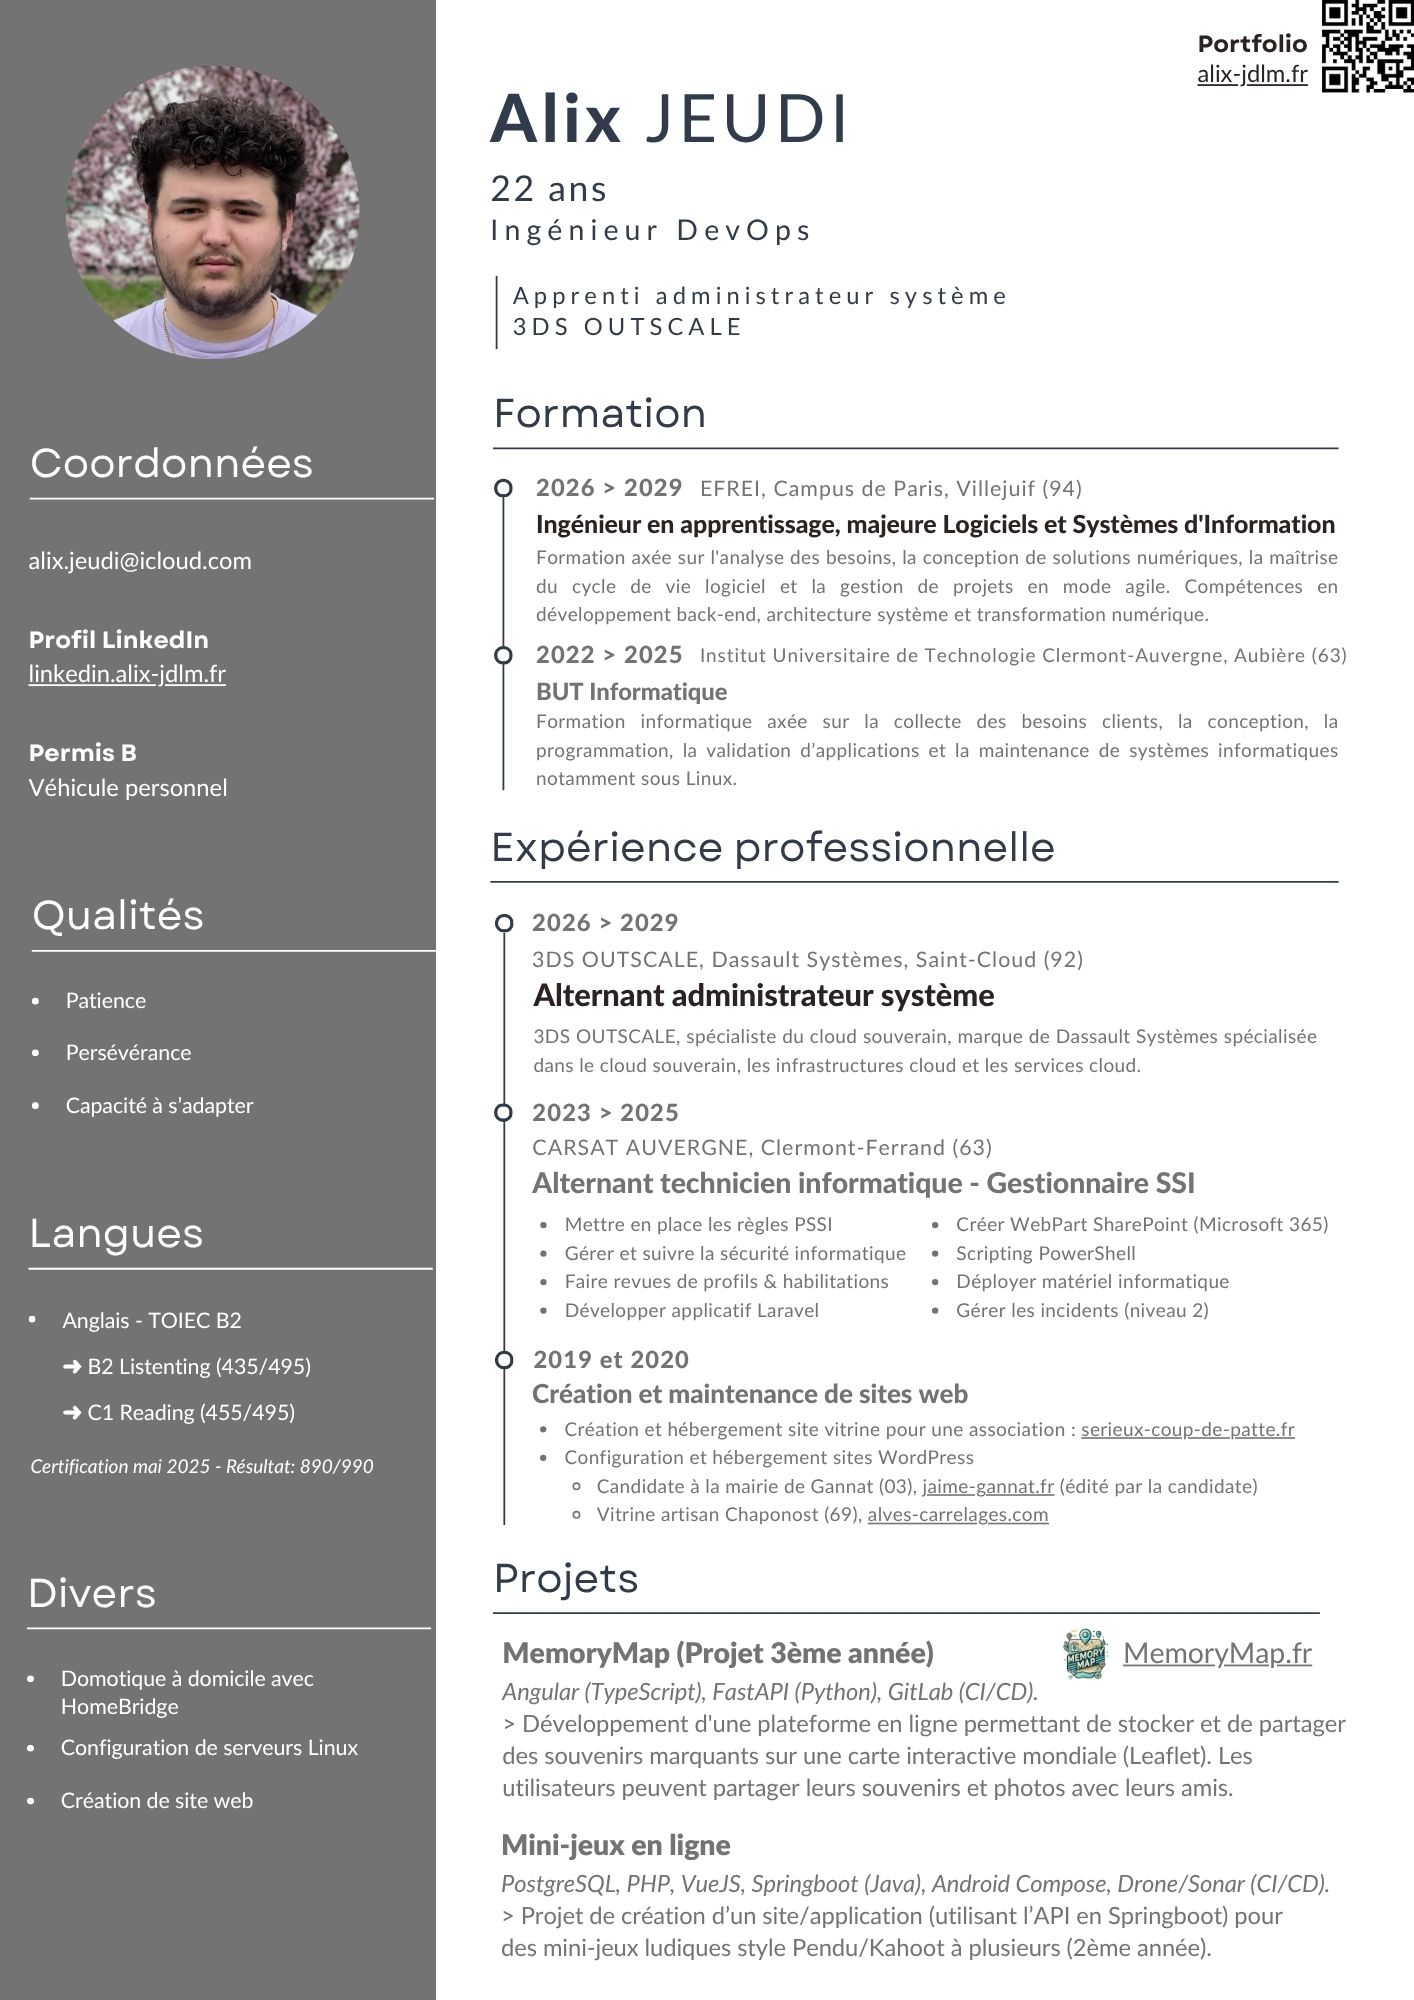 Portfolio
alix-jdlm.fr
Alix JEUDI
22 ans
Ingénieur DevOps
Apprenti administrateur système
3DS OUTSCALE
Coordonnées
alix.jeudi@icloud.com
Profil LinkedIn
linkedin.alix-jdlm.fr
Permis B
Véhicule personnel
Qualités
• Patience
• Persévérance
• Capacité à s’adapter
Langues
• Anglais - TOIEC B2
➜ B2 Listenting (435/495)
➜ C1 Reading (455/495)
Certification mai 2025 - Résultat: 890/990
Divers
• Domotique à domicile avec
HomeBridge
• Configuration de serveurs Linux
• Création de site web
Formation
2026 > 2029 EFREI, Campus de Paris, Villejuif (94)
Ingénieur en apprentissage, majeure Logiciels et Systèmes d'Information
Formation axée sur l'analyse des besoins, la conception de solutions numériques, la maîtrise
du cycle de vie logiciel et la gestion de projets en mode agile. Compétences en
développement back-end, architecture système et transformation numérique.
2022 > 2025 Institut Universitaire de Technologie Clermont-Auvergne, Aubière (63)
BUT Informatique
Formation informatique axée sur la collecte des besoins clients, la conception, la
programmation, la validation d’applications et la maintenance de systèmes informatiques
notamment sous Linux.
Expérience professionnelle
2026 > 2029
3DS OUTSCALE, Dassault Systèmes, Saint-Cloud (92)
Alternant administrateur système
3DS OUTSCALE, spécialiste du cloud souverain, marque de Dassault Systèmes spécialisée
dans le cloud souverain, les infrastructures cloud et les services cloud.
2023 > 2025
CARSAT AUVERGNE, Clermont-Ferrand (63)
Alternant technicien informatique - Gestionnaire SSI
• Mettre en place les règles PSSI
• Gérer et suivre la sécurité informatique
• Faire revues de profils & habilitations
• Développer applicatif Laravel
• Créer WebPart SharePoint (Microsoft 365)
• Scripting PowerShell
• Déployer matériel informatique
• Gérer les incidents (niveau 2)
2019 et 2020
Création et maintenance de sites web
• Création et hébergement site vitrine pour une association : serieux-coup-de-patte.fr
• Configuration et hébergement sites WordPress
◦ Candidate à la mairie de Gannat (03), jaime-gannat.fr (édité par la candidate)
◦ Vitrine artisan Chaponost (69), alves-carrelages.com
Projets
MemoryMap (Projet 3ème année)
MEMORY
MAP
MemoryMap.fr
Angular (TypeScript), FastAPI (Python), GitLab (CI/CD).
> Développement d'une plateforme en ligne permettant de stocker et de partager
des souvenirs marquants sur une carte interactive mondiale (Leaflet). Les
utilisateurs peuvent partager leurs souvenirs et photos avec leurs amis.
Mini-jeux en ligne
PostgreSQL, PHP, VueJS, Springboot (Java), Android Compose, Drone/Sonar (CI/CD).
> Projet de création d’un site/application (utilisant l’API en Springboot) pour
des mini-jeux ludiques style Pendu/Kahoot à plusieurs (2ème année).